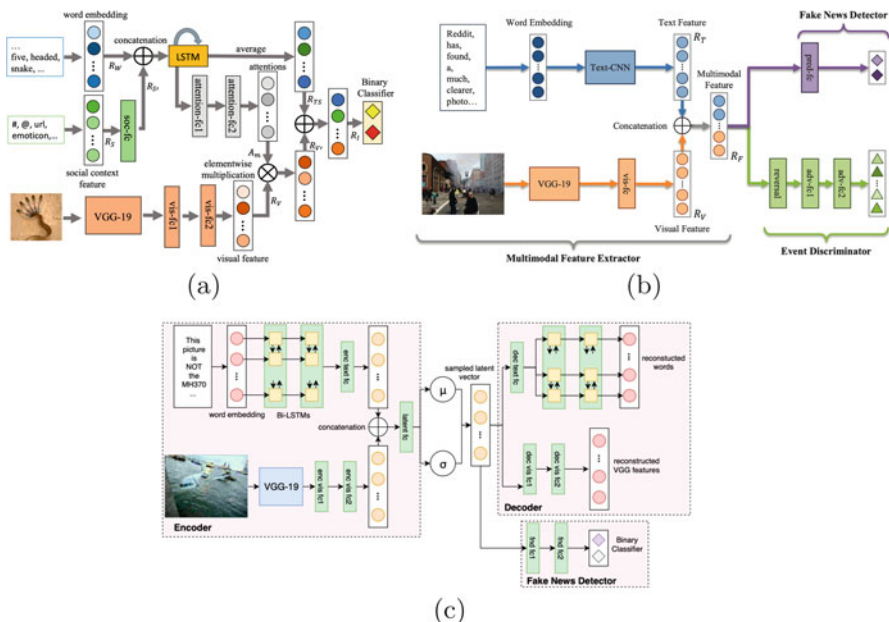 word embedding
...
five, headed,
snake, ...
R_W
concatenation
LSTM
average
attentions
attention-fc1
attention-fc2
R_TS
Binary
Classifier
#, @, url,
emoticon,...
R_S
soc-fc
R_S'
social context
feature
A_m
elementwise
multiplication
R_V'
R_I
VGG-19
vis-fc1
vis-fc2
R_V
visual feature
(a)
Reddit,
has,
found,
a,
much,
clearer,
photo...
Word Embedding
Text-CNN
Text Feature
R_T
Multimodal
Feature
Concatenation
R_F
VGG-19
vis-fc
R_V
Visual Feature
Multimodal Feature Extractor
Fake News
Detector
pred-fc
reversal
adv-fc1
adv-fc2
Event Discriminator
(b)
This
picture
is
NOT
the
MH370
...
word embedding
Bi-LSTMs
enc text fc
concatenation
latent fc
VGG-19
enc vis fc1
enc vis fc2
Encoder
μ
σ
sampled latent
vector
dec text fc
reconstucted
words
dec vis fc1
dec vis fc2
reconstructed
VGG features
Decoder
fnd fc1
fnd fc2
Binary
Classifier
Fake News Detector
(c)